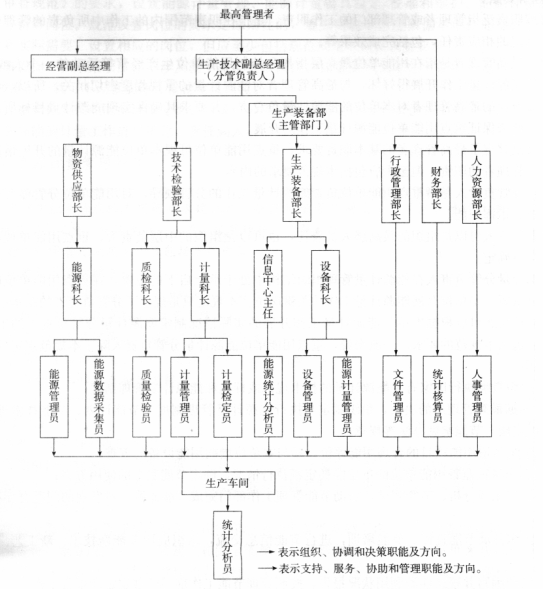 最高管理者
经营副总经理
生产技术副总经理
（分管负责人）
生产装备部
（主管部门）
物资供应部长
技术检验部长
生产装备部长
行政管理部长
财务部长
人力资源部长
能源科长
质检科长
计量科长
信息中心主任
设备科长
能源管理员
能源数据采集员
质量检验员
计量管理员
计量检定员
能源统计分析员
设备管理员
能源计量管理员
文件管理员
统计核算员
人事管理员
生产车间
统计分析员
表示组织、协调和决策职能及方向。
表示支持、服务、协助和管理职能及方向。